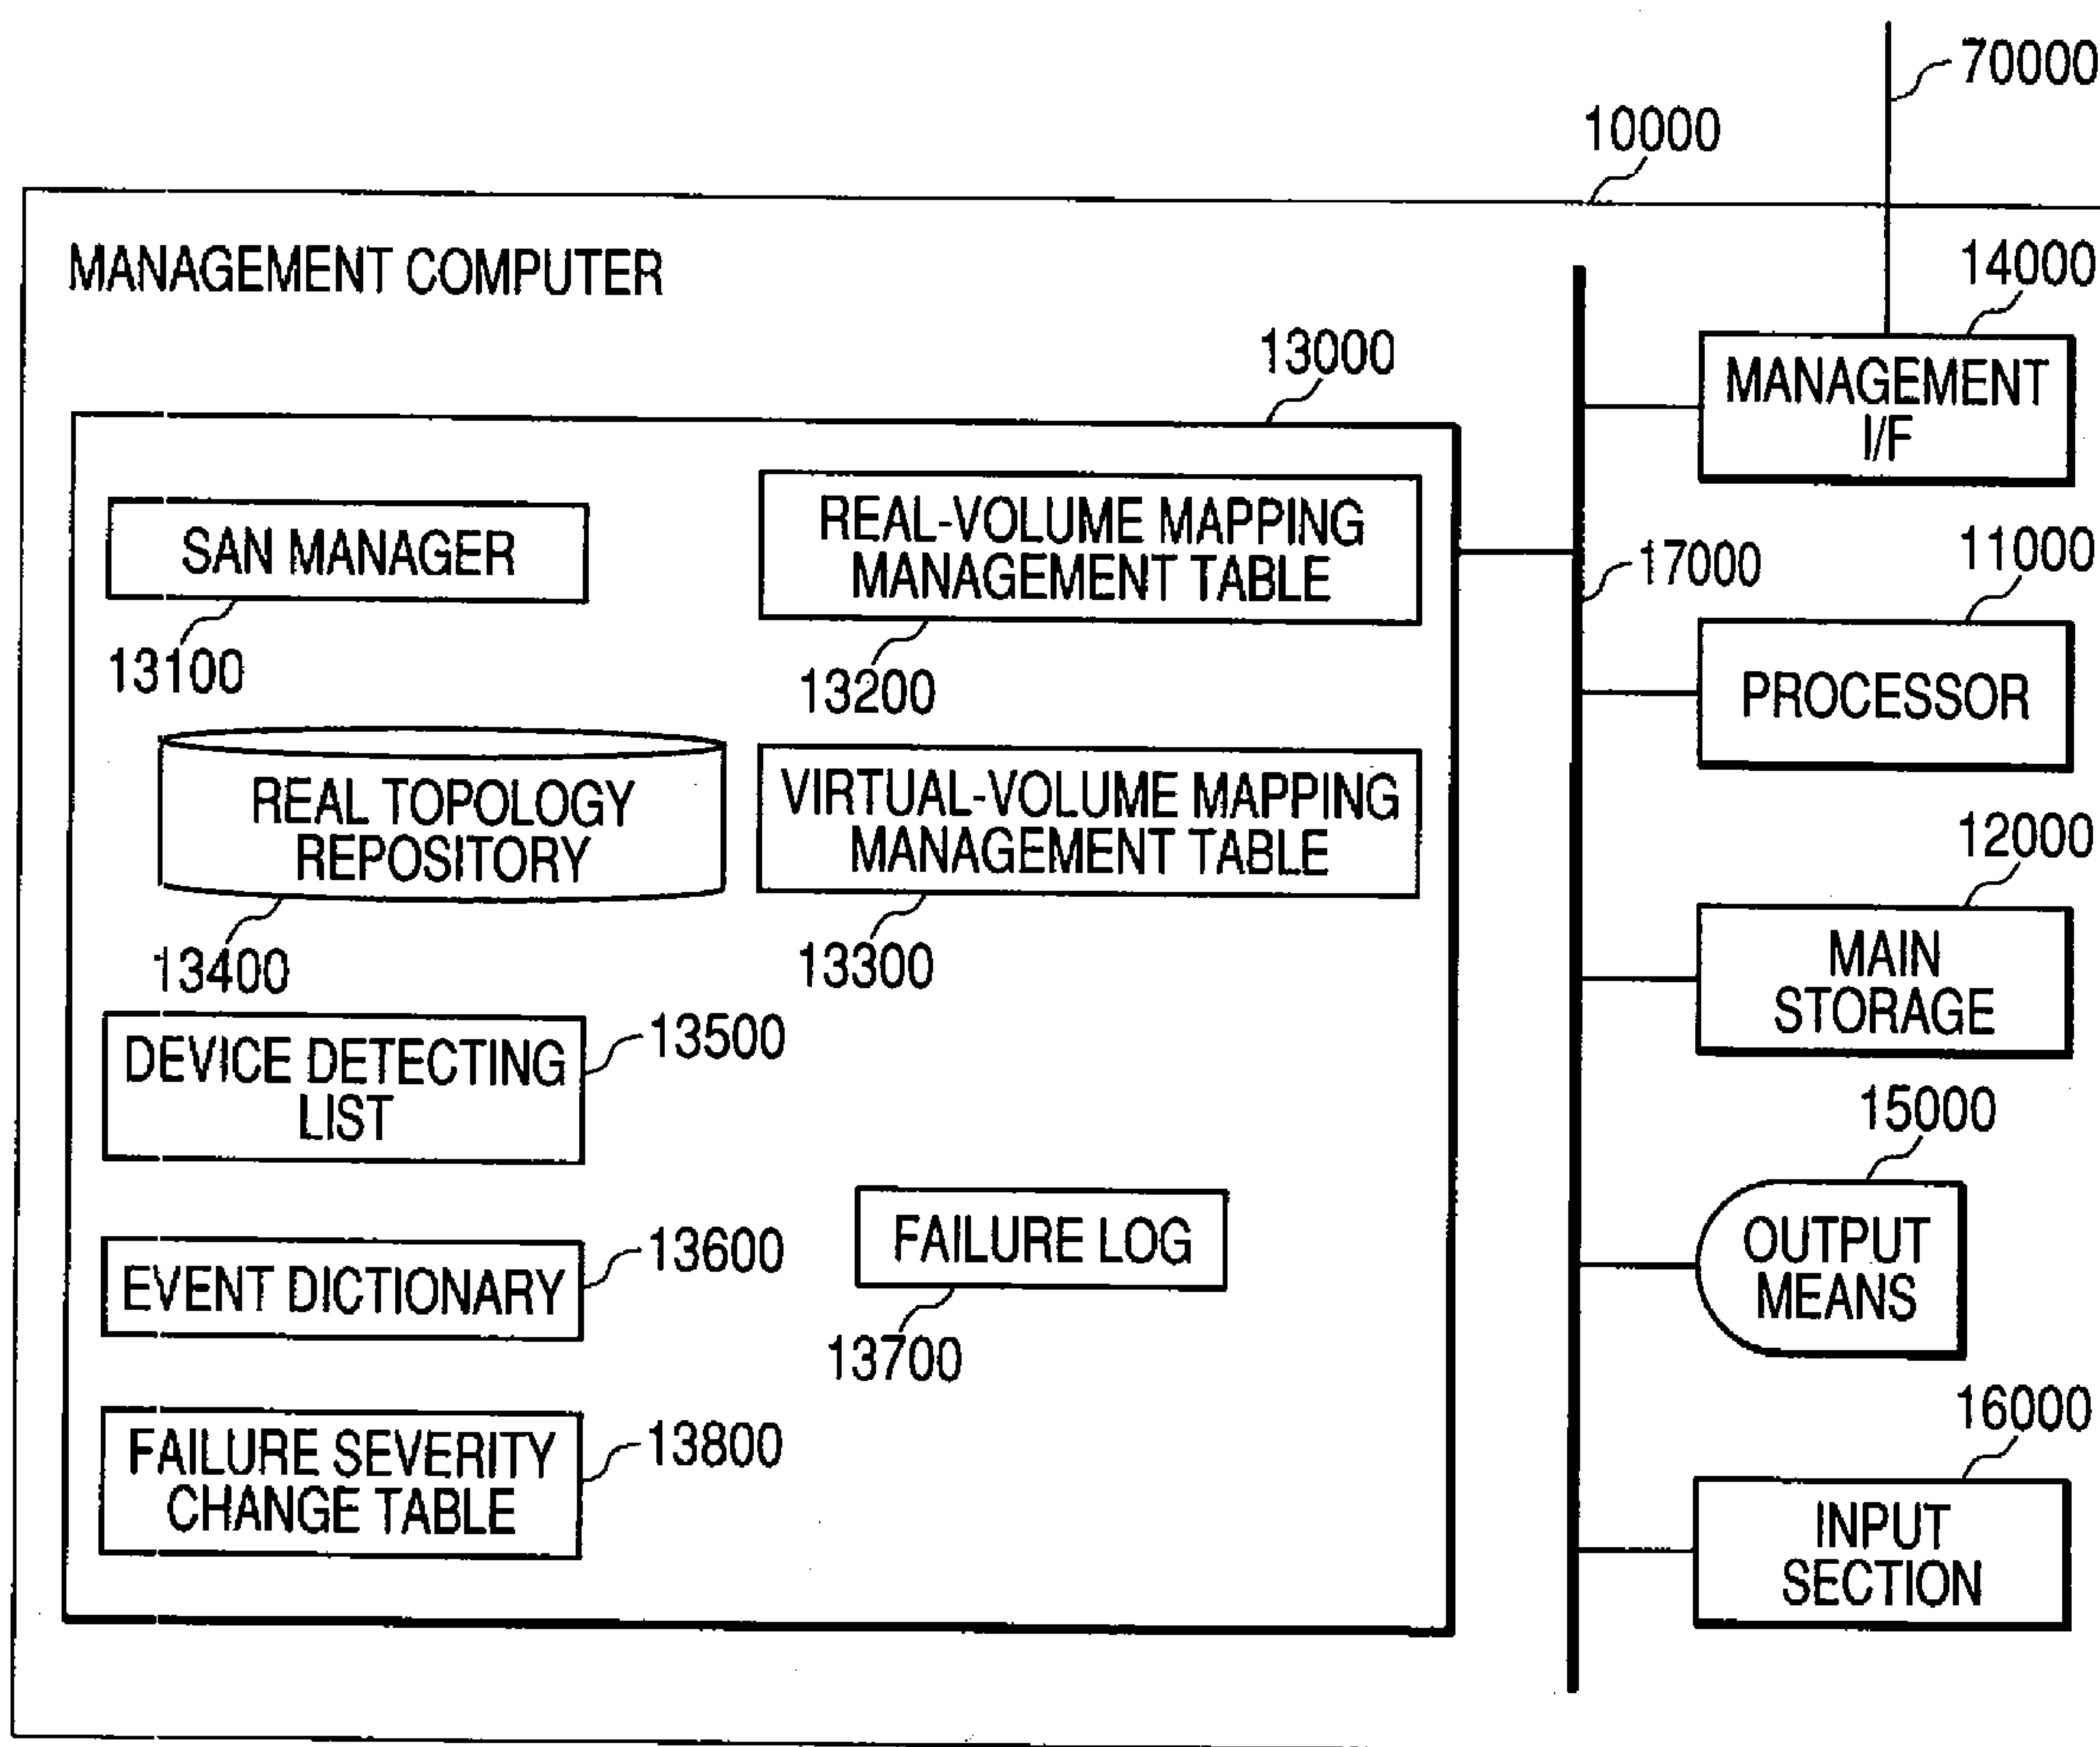 70000
10000
MANAGEMENT COMPUTER
14000
13000
MANAGEMENT
I/F
SAN MANAGER
13100
REAL-VOLUME MAPPING
MANAGEMENT TABLE
13200
17000
11000
PROCESSOR
REAL TOPOLOGY
REPOSITORY
13400
VIRTUAL-VOLUME MAPPING
MANAGEMENT TABLE
13300
12000
MAIN
STORAGE
DEVICE DETECTING
LIST
13500
15000
OUTPUT
MEANS
EVENT DICTIONARY
13600
FAILURE LOG
13700
FAILURE SEVERITY
CHANGE TABLE
13800
16000
INPUT
SECTION